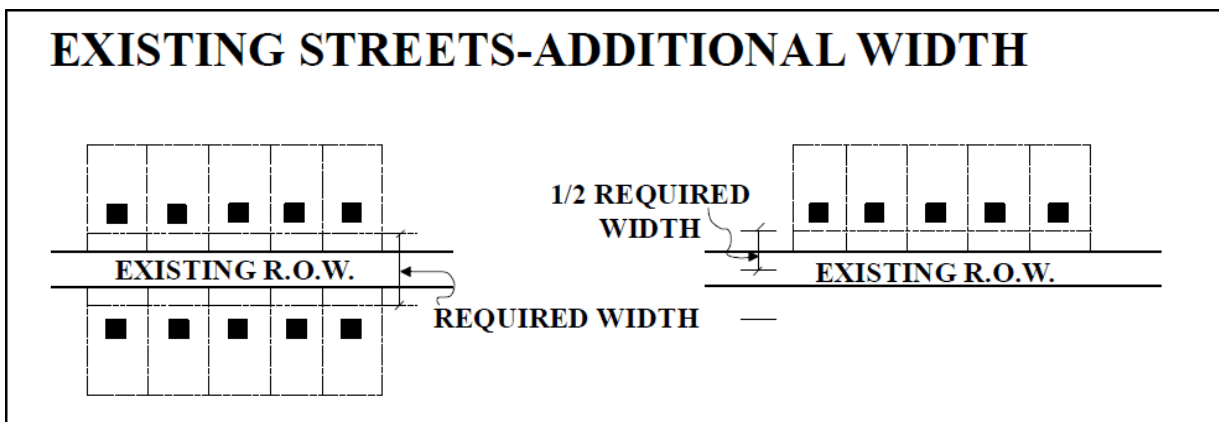 EXISTING STREETS-ADDITIONAL WIDTH
EXISTING R.O.W.
REQUIRED WIDTH
1/2 REQUIRED
WIDTH
EXISTING R.O.W.